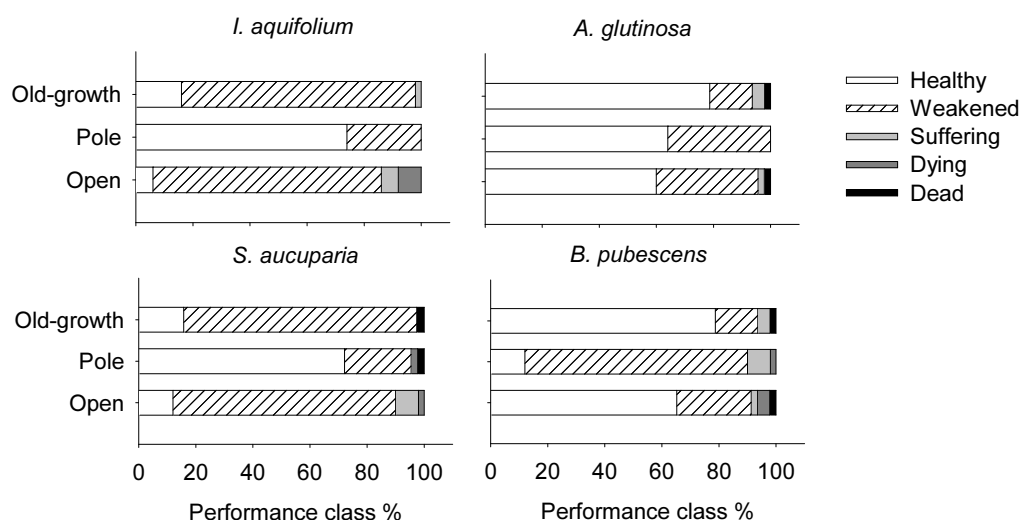 I. aquifolium
A. glutinosa
Old-growth
Pole
Open
Healthy
Weakened
Suffering
Dying
Dead
S. aucuparia
B. pubescens
Old-growth
Pole
Open
0 20 40 60 80 100
0 20 40 60 80 100
Performance class %
Performance class %